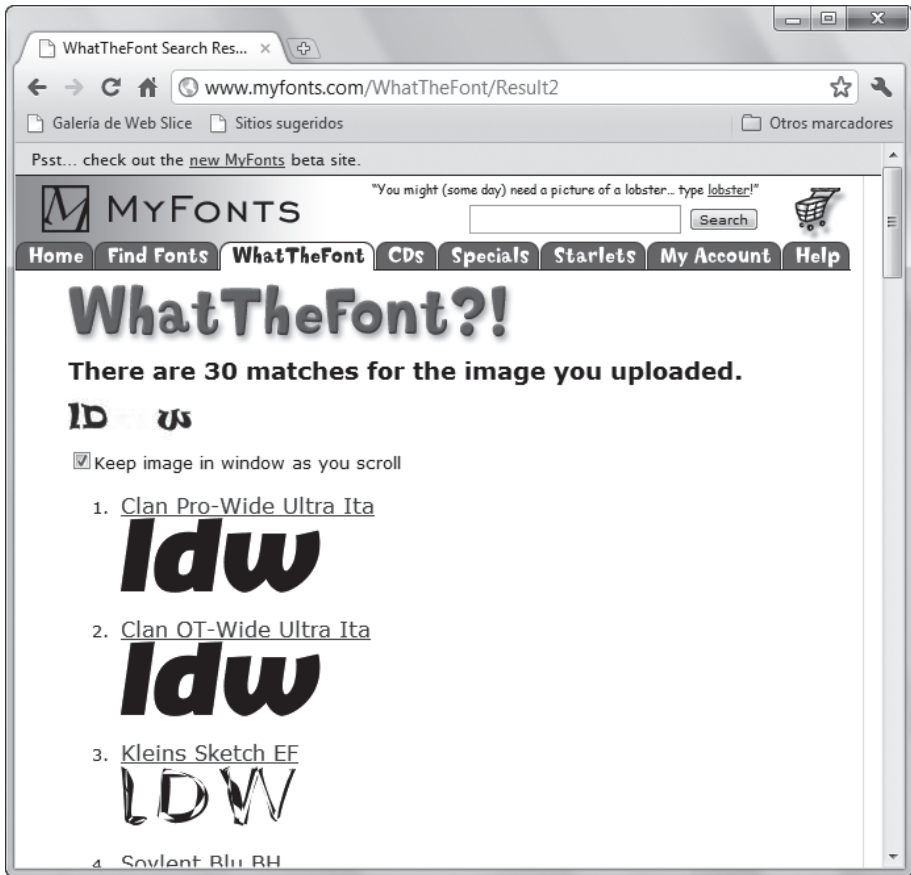 WhatTheFont Search Res...
www.myfonts.com/WhatTheFont/Result2
Galería de Web Slice Sitios sugeridos Otros marcadores
Psst... check out the new MyFonts beta site.
"You might (some day) need a picture of a lobster... type lobster!"
MYFONTS Search
Home Find Fonts WhatTheFont CDs Specials Starlets My Account Help
WhatTheFont?!
There are 30 matches for the image you uploaded.
ID w
Keep image in window as you scroll
1. Clan Pro-Wide Ultra Ita
ldw
2. Clan OT-Wide Ultra Ita
ldw
3. Kleins Sketch EF
LDW
4. Soylent Blu BH